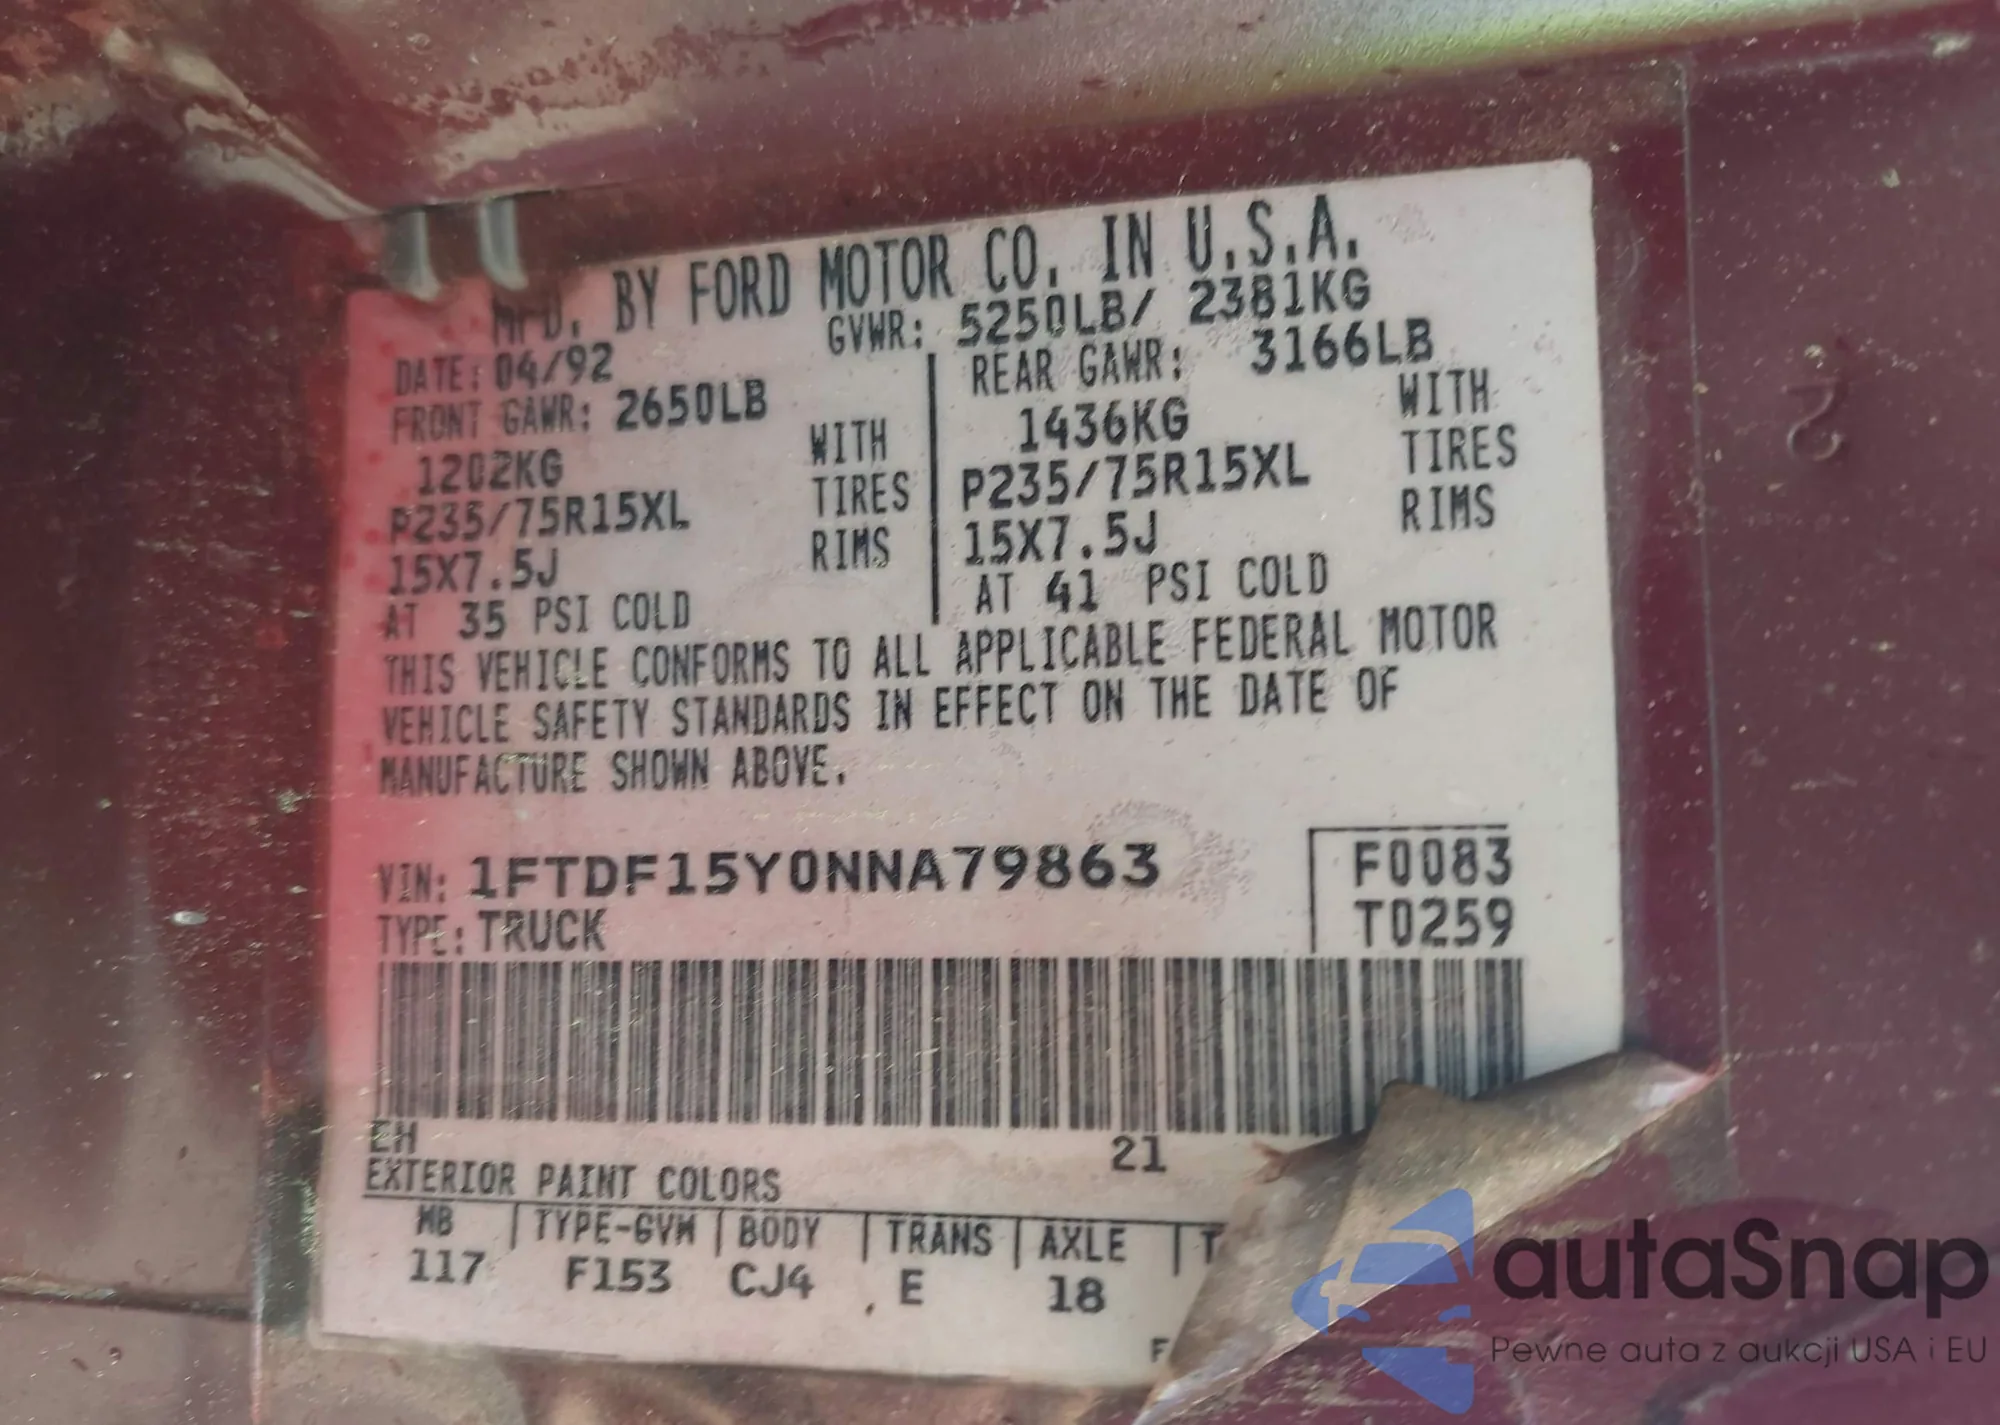 MFD. BY FORD MOTOR CO. IN U.S.A.
DATE: 04/92 GVWR: 5250LB/ 2381KG
FRONT GAWR: 2650LB REAR GAWR: 3166LB
1202KG WITH 1436KG WITH
P235/75R15XL TIRES P235/75R15XL TIRES
15X7.5J RIMS 15X7.5J RIMS
AT 35 PSI COLD AT 41 PSI COLD
THIS VEHICLE CONFORMS TO ALL APPLICABLE FEDERAL MOTOR
VEHICLE SAFETY STANDARDS IN EFFECT ON THE DATE OF
MANUFACTURE SHOWN ABOVE.
VIN: 1FTDF15Y0NNA79863 F0083
TYPE: TRUCK T0259
EH 21
EXTERIOR PAINT COLORS
WB | TYPE-GVW | BODY | TRANS | AXLE | T
117 F153 CJ4 E 18
F
2
autaSnap
Pewne auta z aukcji USA i EU